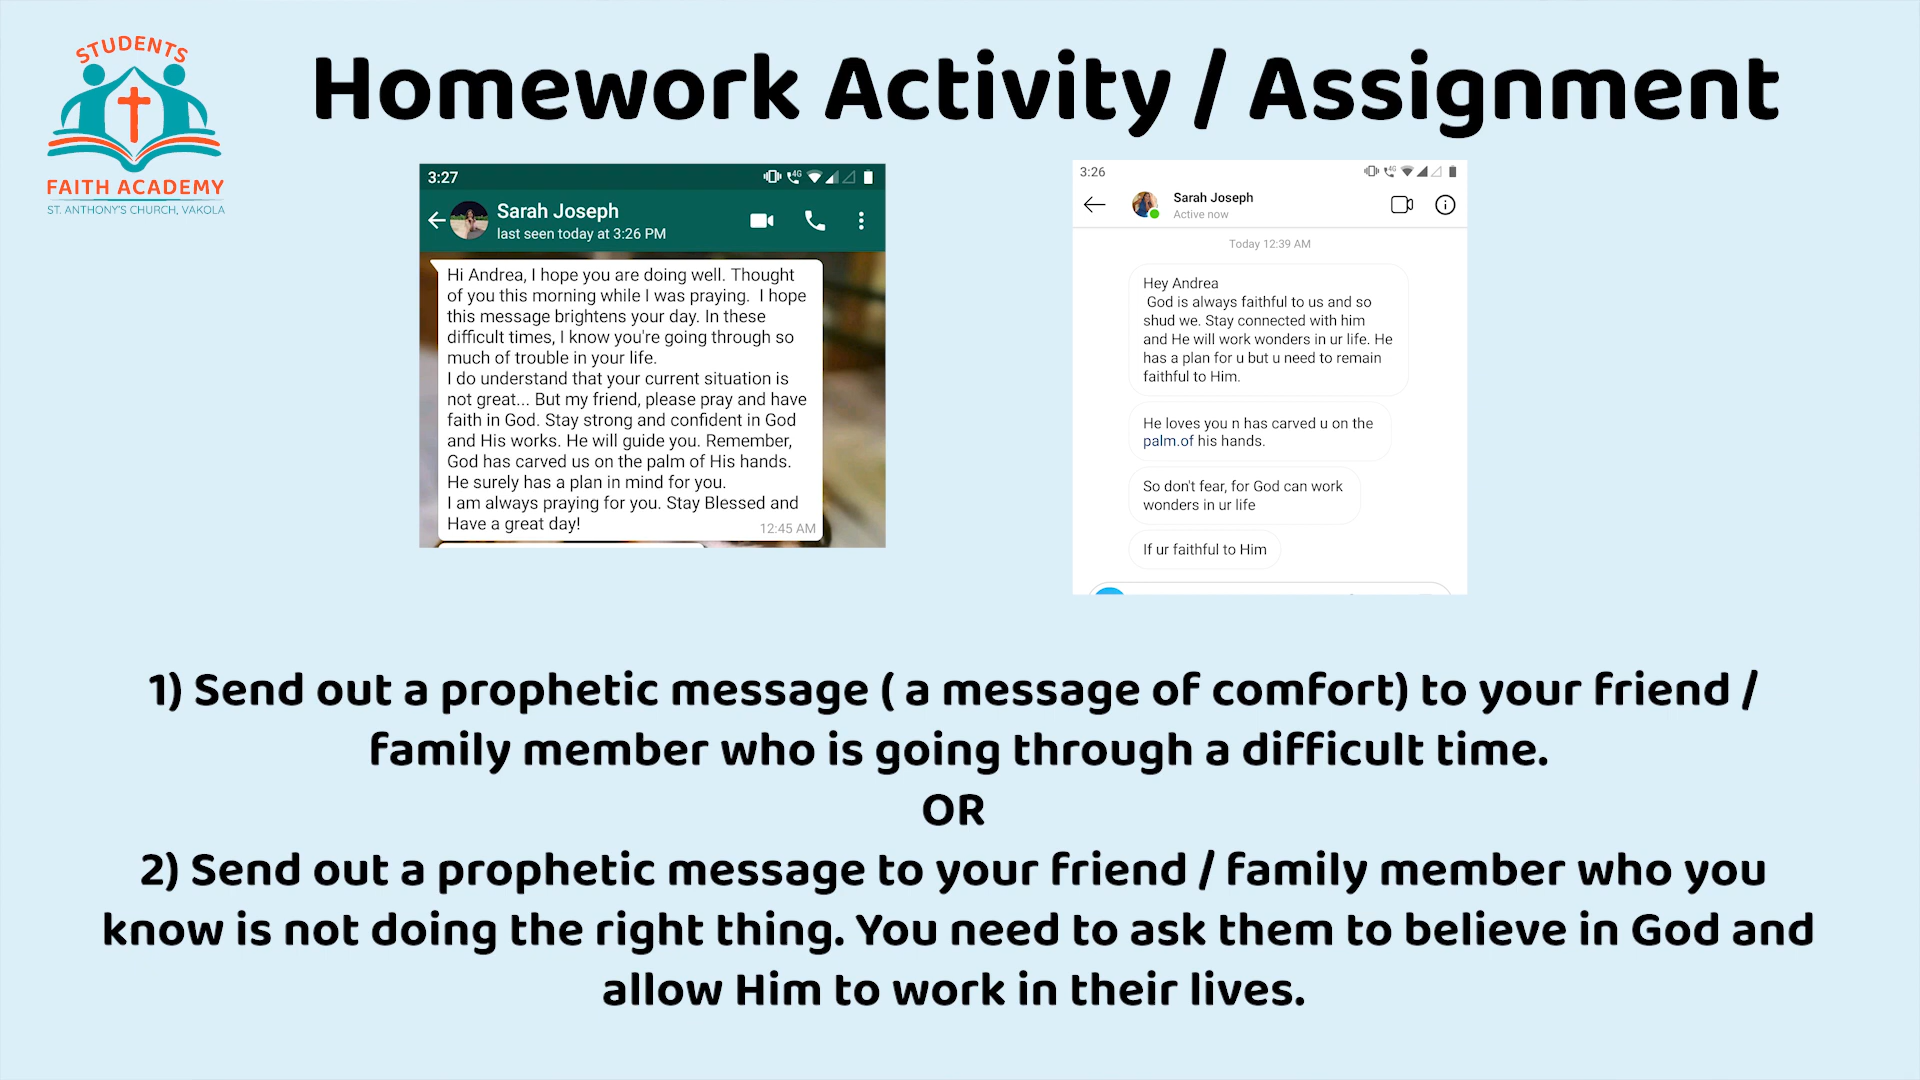 STUDENTS
FAITH ACADEMY
ST. ANTHONY'S CHURCH, VAKOLA
Homework Activity / Assignment
3:27
4G
Sarah Joseph
last seen today at 3:26 PM
Hi Andrea, I hope you are doing well. Thought
of you this morning while I was praying.  I hope
this message brightens your day. In these
difficult times, I know you're going through so
much of trouble in your life.
I do understand that your current situation is
not great... But my friend, please pray and have
faith in God. Stay strong and confident in God
and His works. He will guide you. Remember,
God has carved us on the palm of His hands.
He surely has a plan in mind for you.
I am always praying for you. Stay Blessed and
Have a great day!
12:45 AM
3:26
4G
Sarah Joseph
Active now
Today 12:39 AM
Hey Andrea
God is always faithful to us and so
shud we. Stay connected with him
and He will work wonders in ur life. He
has a plan for u but u need to remain
faithful to Him.
He loves you n has carved u on the
palm.of his hands.
So don't fear, for God can work
wonders in ur life
If ur faithful to Him
1) Send out a prophetic message ( a message of comfort) to your friend /
family member who is going through a difficult time.
OR
2) Send out a prophetic message to your friend / family member who you
know is not doing the right thing. You need to ask them to believe in God and
allow Him to work in their lives.